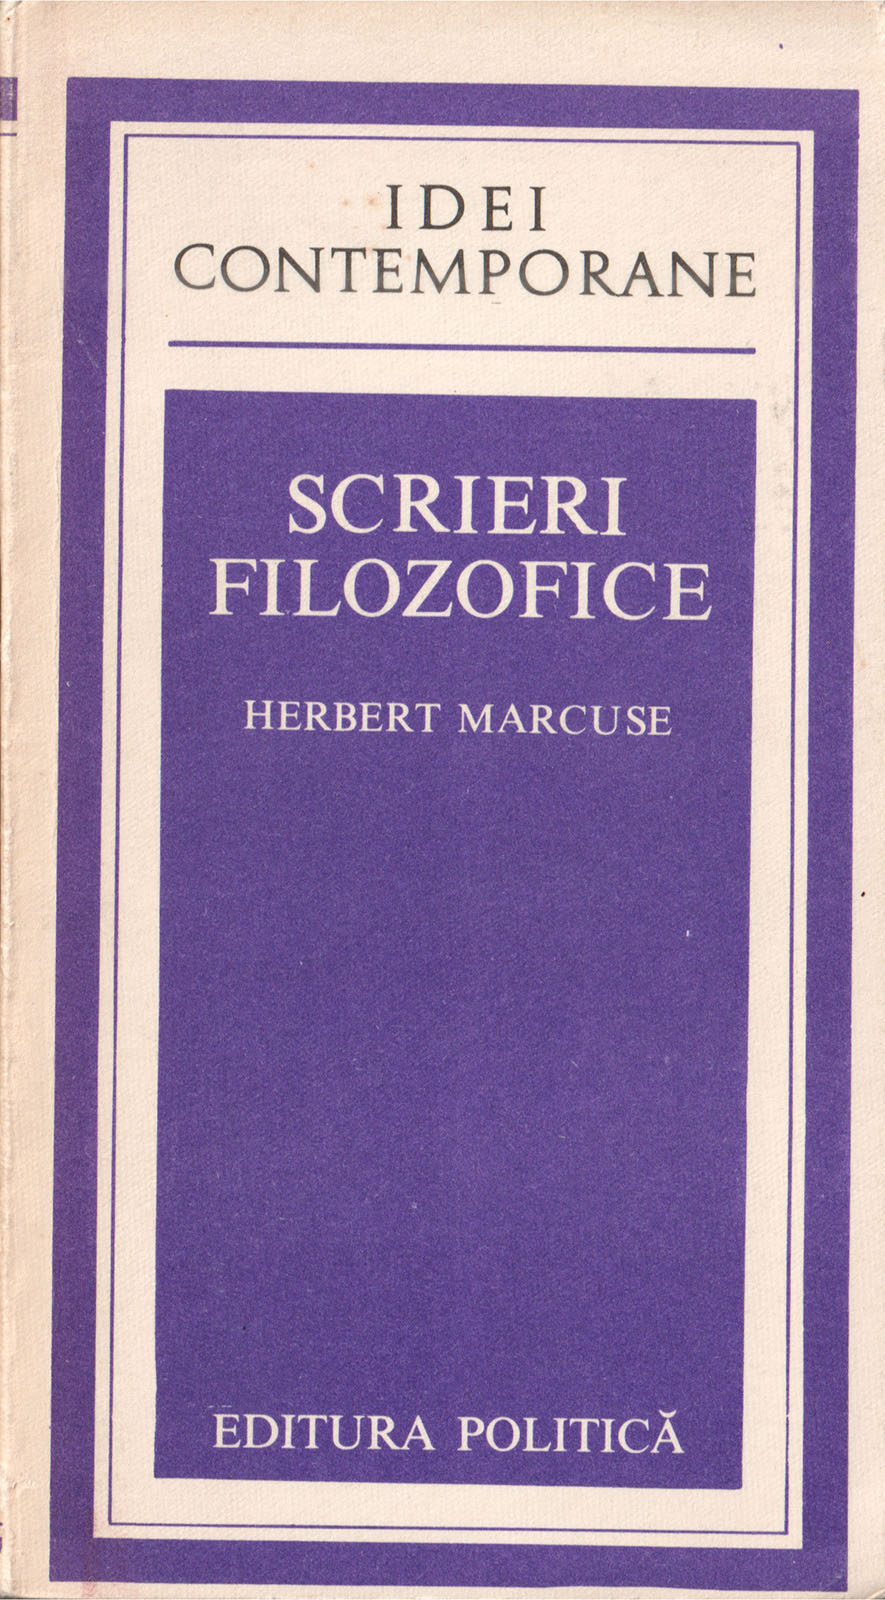 IDEI
CONTEMPORANE
SCRIERI
FILOZOFICE
HERBERT MARCUSE
EDITURA POLITICĂ